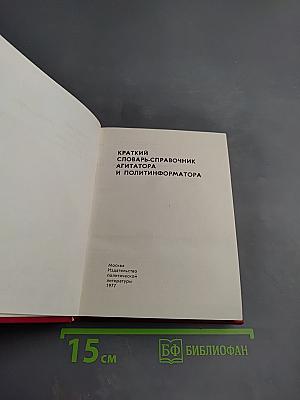 КРАТКИЙ
СЛОВАРЬ-СПРАВОЧНИК
АГИТАТОРА
И ПОЛИТИНФОРМАТОРА
Москва
Издательство
политической
литературы
1977
15 см
БФ БИБЛИОФАН